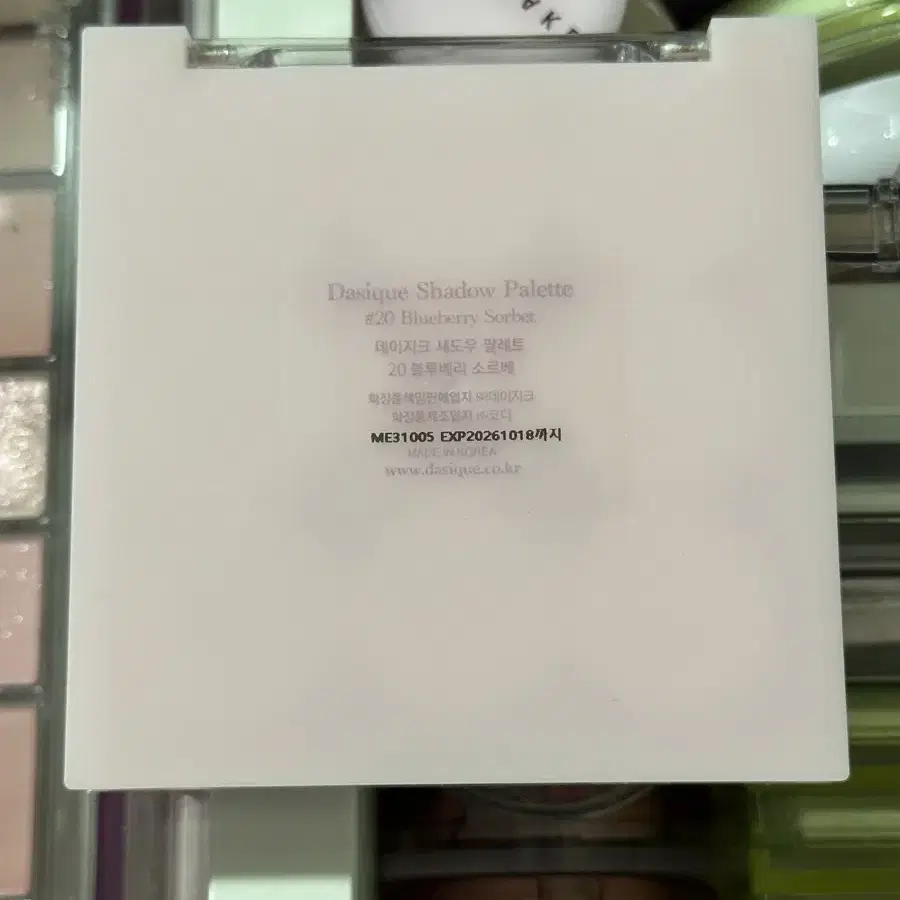 AKE
Dasique Shadow Palette
#20 Blueberry Sorbet
데이지크 섀도우 팔레트
20 블루베리 소르베
화장품책임판매업자 ㈜데이지크
화장품제조업자 ㈜코디
ME31005 EXP20261018까지
MADE IN KOREA
www.dasique.co.kr